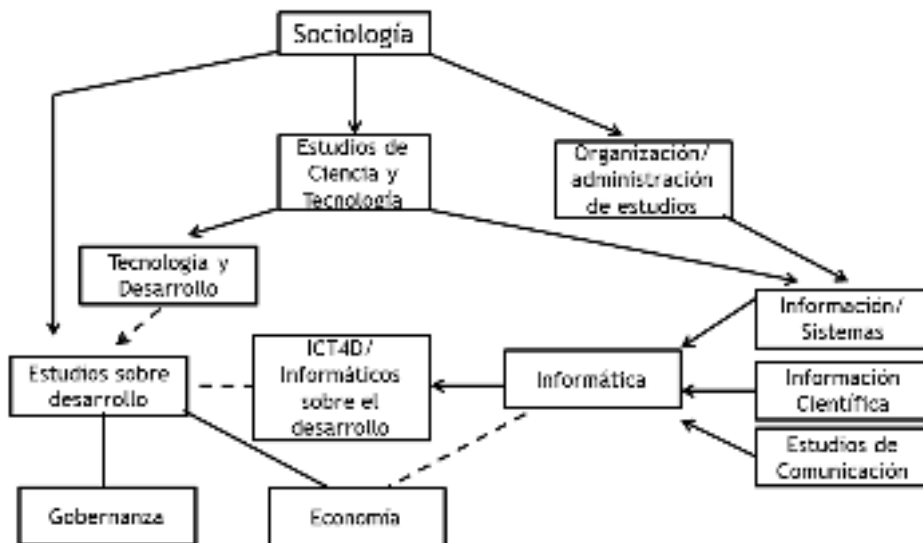 Sociología
Estudios de
Ciencia y
Tecnología
Organización/
administración
de estudios
Tecnología y
Desarrollo
Información/
Sistemas
ICT4D/
Informáticos
sobre el
desarrollo
Informática
Estudios sobre
desarrollo
Información
Científica
Estudios de
Comunicación
Gobernanza
Economía